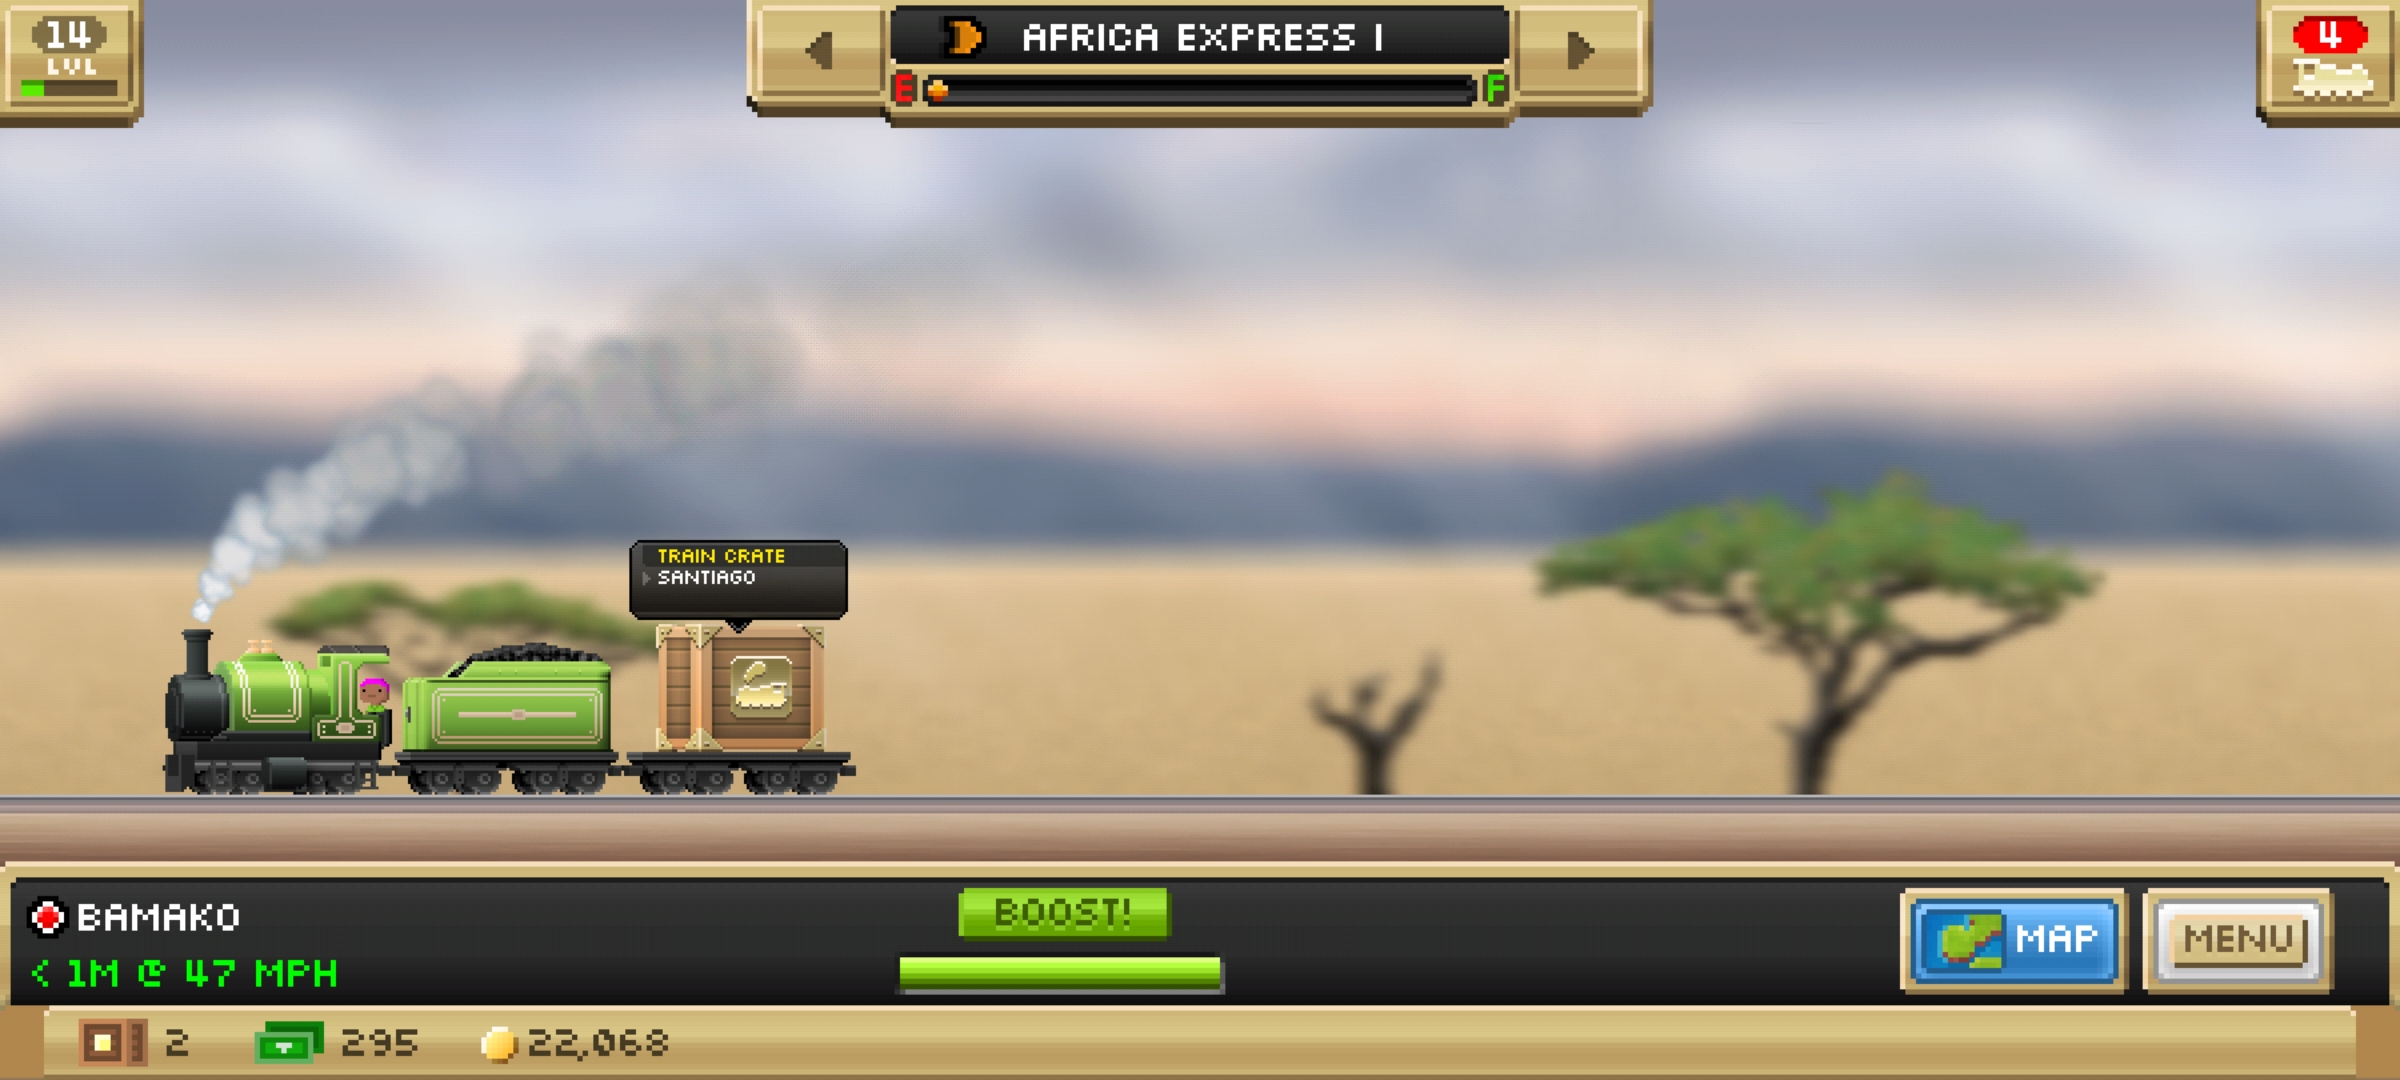 14
LVL
AFRICA EXPRESS I
E
F
4
TRAIN CRATE
SANTIAGO
BAMAKO
< 1M @ 47 MPH
BOOST!
MAP
MENU
2
295
22,068